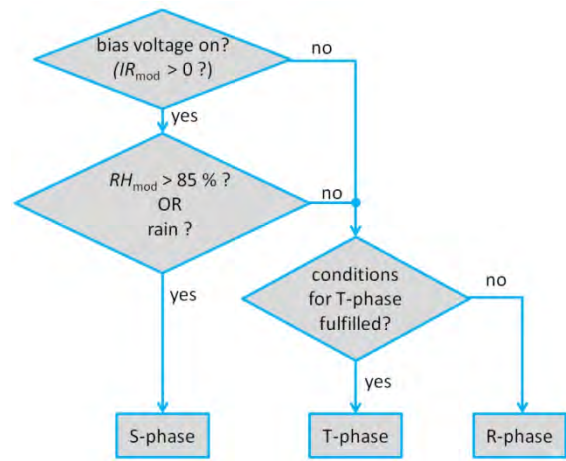 bias voltage on?
(IRmod > 0 ?)
no
yes
RHmod > 85 % ?
OR
rain ?
no
yes
conditions
for T-phase
fulfilled?
no
yes
S-phase
T-phase
R-phase